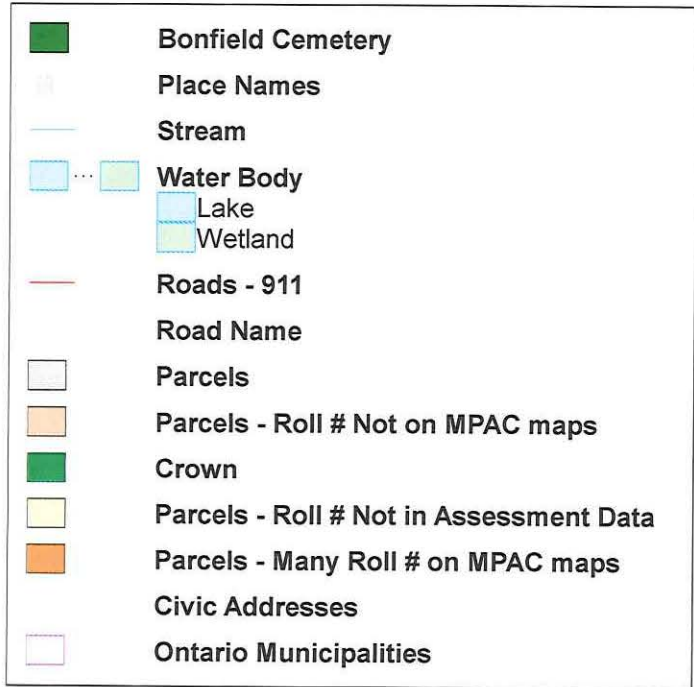 Bonfield Cemetery
Place Names
Stream
... Water Body
Lake
Wetland
Roads - 911
Road Name
Parcels
Parcels - Roll # Not on MPAC maps
Crown
Parcels - Roll # Not in Assessment Data
Parcels - Many Roll # on MPAC maps
Civic Addresses
Ontario Municipalities